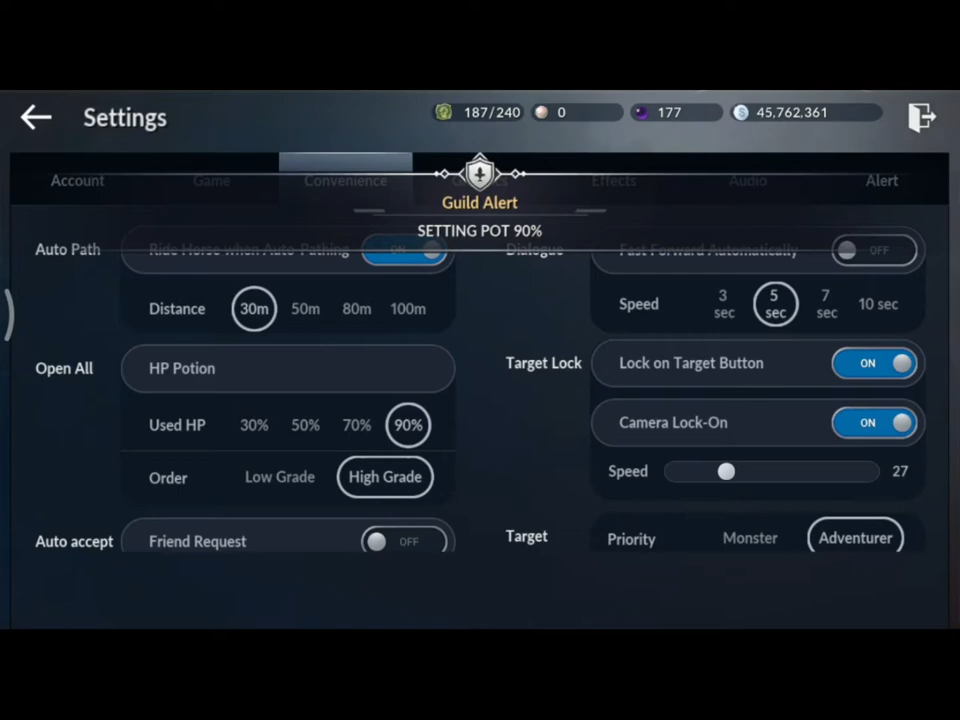 Settings
187/240
0
177
45,762,361
Account
Game
Convenience
Effects
Audio
Alert
Guild Alert
SETTING POT 90%
Auto Path
Ride Horse when Auto-Pathing
ON
Distance
30m
50m
80m
100m
Open All
HP Potion
Used HP
30%
50%
70%
90%
Order
Low Grade
High Grade
Auto accept
Friend Request
OFF
Dialogue
Fast Forward Automatically
OFF
Speed
3
sec
5
sec
7
sec
10 sec
Target Lock
Lock on Target Button
ON
Camera Lock-On
ON
Speed
27
Target
Priority
Monster
Adventurer